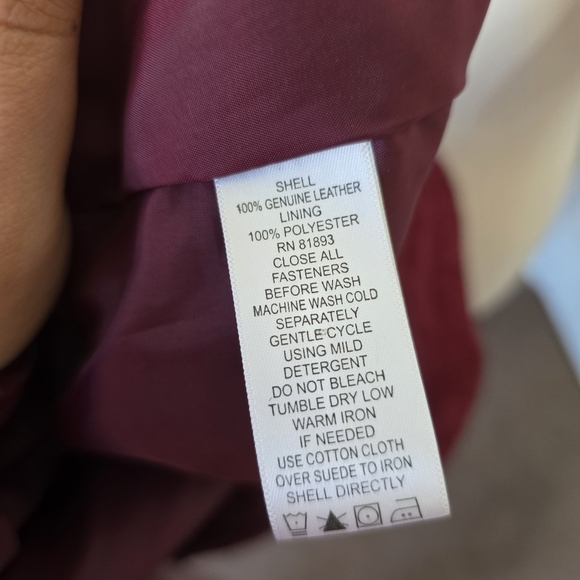 SHELL
100% GENUINE LEATHER
LINING
100% POLYESTER
RN 81893
CLOSE ALL
FASTENERS
BEFORE WASH
MACHINE WASH COLD
SEPARATELY
GENTLE CYCLE
USING MILD
DETERGENT
DO NOT BLEACH
TUMBLE DRY LOW
WARM IRON
IF NEEDED
USE COTTON CLOTH
OVER SUEDE TO IRON
SHELL DIRECTLY